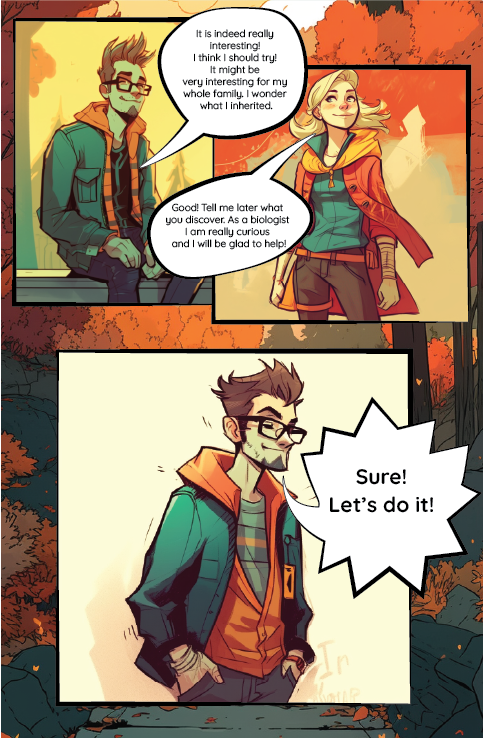 It is indeed really
interesting!
I think I should try!
It might be
very interesting for my
whole family. I wonder
what I inherited.
Good! Tell me later what
you discover. As a biologist
I am really curious
and I will be glad to help!
Sure!
Let's do it!